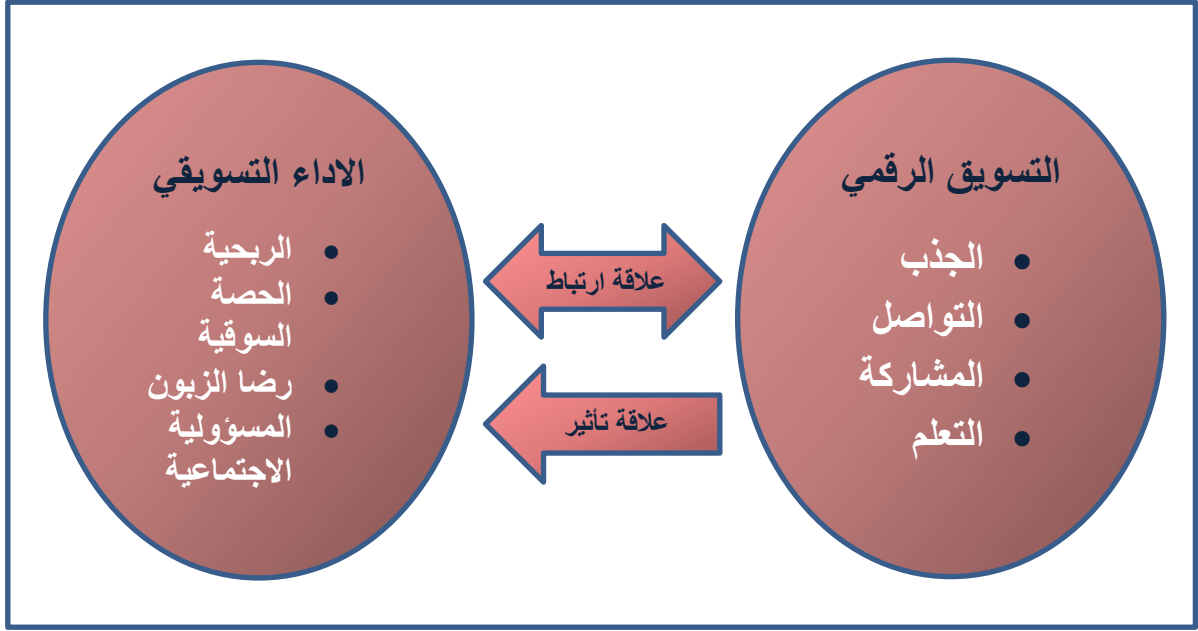 التسويق الرقمي
• الجذب
• التواصل
• المشاركة
• التعلم
علاقة ارتباط
علاقة تأثير
الاداء التسويقي
• الربحية
• الحصة
السوقية
• رضا الزبون
• المسؤولية
الاجتماعية